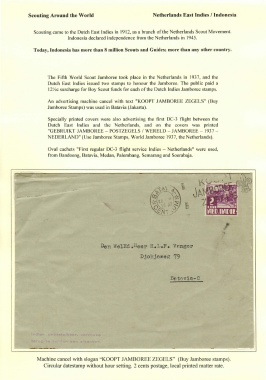 Scouting Around the World
Netherlands East Indies / Indonesia
Scouting came to the Dutch East Indies in 1912, as a branch of the Netherlands Scout Movement.
Indonesia declared Independence from the Netherlands in 1945.
Today, Indonesia has more than 8 million Scouts and Guides: more than any other country.
The Fifth World Scout Jamboree took place in the Netherlands in 1937, and the
Dutch East Indies issued two stamps to honour the Jamboree. The public paid a
12½c surcharge for Boy Scout funds for each of the Dutch Indies Jamboree stamps.
An advertising machine cancel with text "KOOPT JAMBOREE ZEGELS" (Buy
Jamboree Stamps) was used in Batavia (Jakarta).
Specially printed covers were also advertising the first DC-3 flight between the
Dutch East Indies and the Netherlands, and on the covers was printed
"GEBRUIKT JAMBOREE – POSTZEGELS / WERELD – JAMBOREE – 1937 –
NEDERLAND" (Use Jamboree Stamps, World Jamboree, Netherlands).
Oval cachets "First regular DC-3 flight service Indies – Netherlands" were used,
from Bandoeng, Batavia, Medan, Palembang, Semarang and Soerabaja.
Den Weled.Heer H.L.F.
Djokjaweg 79
Batavia-C
Machine cancel with slogan "KOOPT JAMBOREE ZEGELS" (Buy Jamboree stamps).
Circular datestamp without hour setting. 2 cents postage, local printed matter rate.